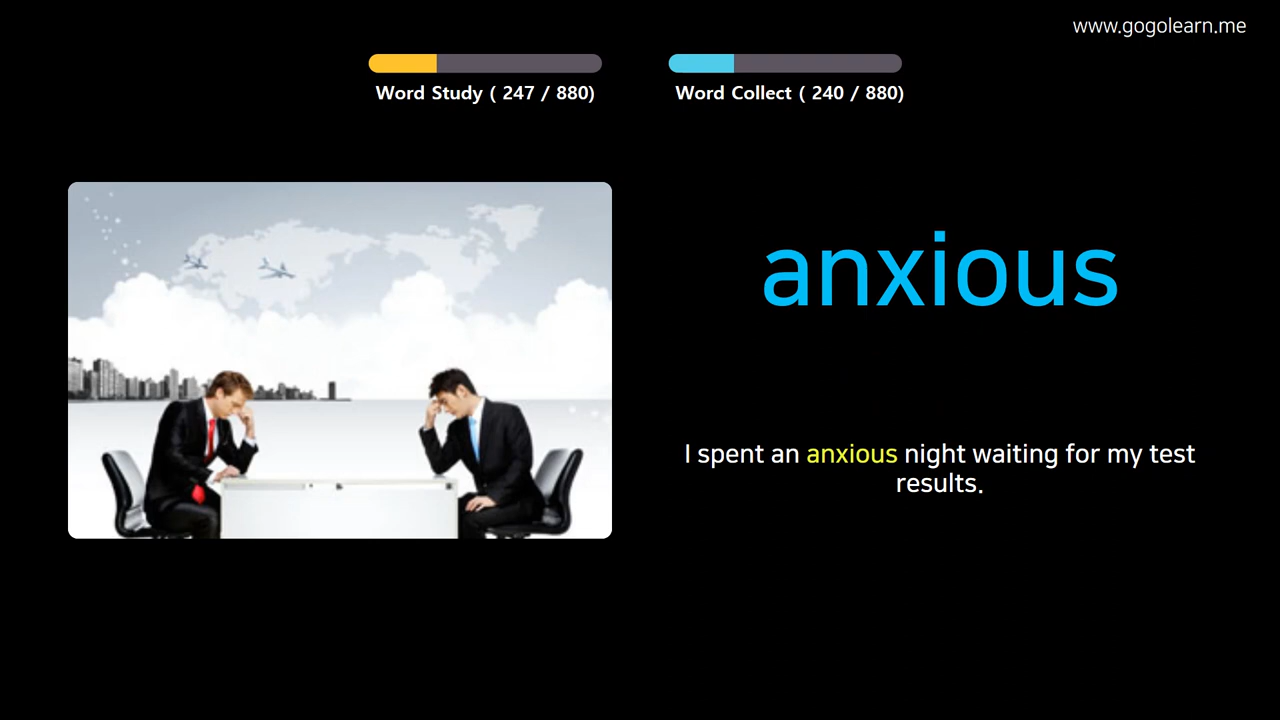 www.gogolearn.me
Word Study ( 247 / 880)
Word Collect ( 240 / 880)
anxious
I spent an anxious night waiting for my test
results.